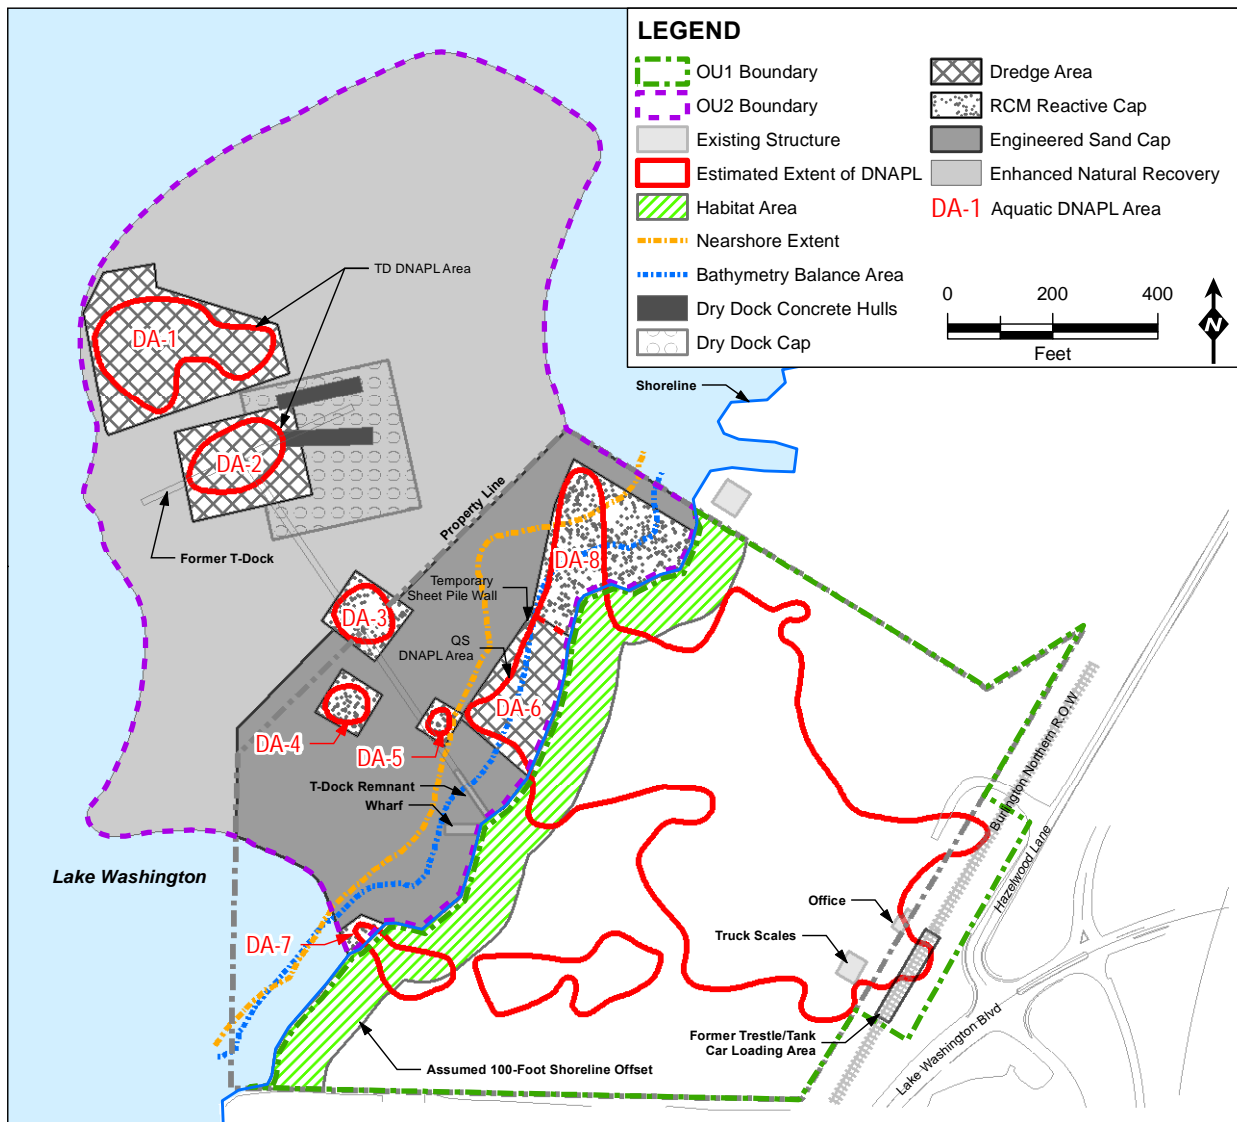 LEGEND
OU1 Boundary
OU2 Boundary
Existing Structure
Estimated Extent of DNAPL
Habitat Area
Nearshore Extent
Bathymetry Balance Area
Dry Dock Concrete Hulls
Dry Dock Cap
Dredge Area
RCM Reactive Cap
Engineered Sand Cap
Enhanced Natural Recovery
DA-1 Aquatic DNAPL Area
0 200 400
Feet
N
TD DNAPL Area
DA-1
Shoreline
DA-2
Property Line
Former T-Dock
DA-8
Temporary
Sheet Pile Wall
DA-3
QS
DNAPL Area
DA-6
DA-4
DA-5
T-Dock Remnant
Wharf
Burlington Northern R.O.W
Hazelwood Lane
Lake Washington
Office
DA-7
Truck Scales
Former Trestle/Tank
Car Loading Area
Lake Washington Blvd
Assumed 100-Foot Shoreline Offset